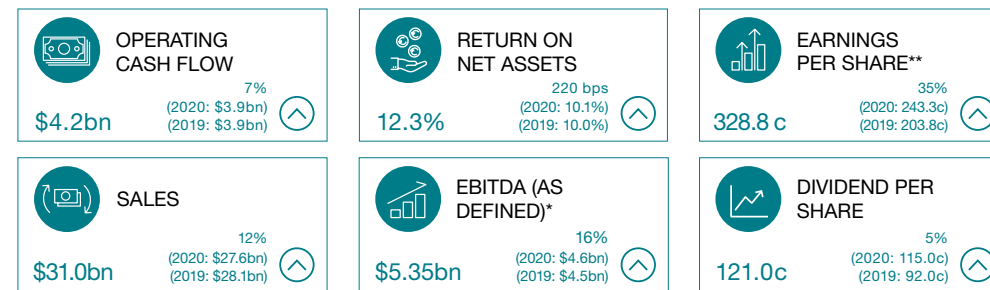 OPERATING
CASH FLOW
7%
(2020: $3.9bn)
(2019: $3.9bn)
$4.2bn
RETURN ON
NET ASSETS
220 bps
(2020: 10.1%)
(2019: 10.0%)
12.3%
EARNINGS
PER SHARE**
35%
(2020: 243.3c)
(2019: 203.8c)
328.8 c
SALES
12%
(2020: $27.6bn)
(2019: $28.1bn)
$31.0bn
EBITDA (AS
DEFINED)*
16%
(2020: $4.6bn)
(2019: $4.5bn)
$5.35bn
DIVIDEND PER
SHARE
5%
(2020: 115.0c)
(2019: 92.0c)
121.0c